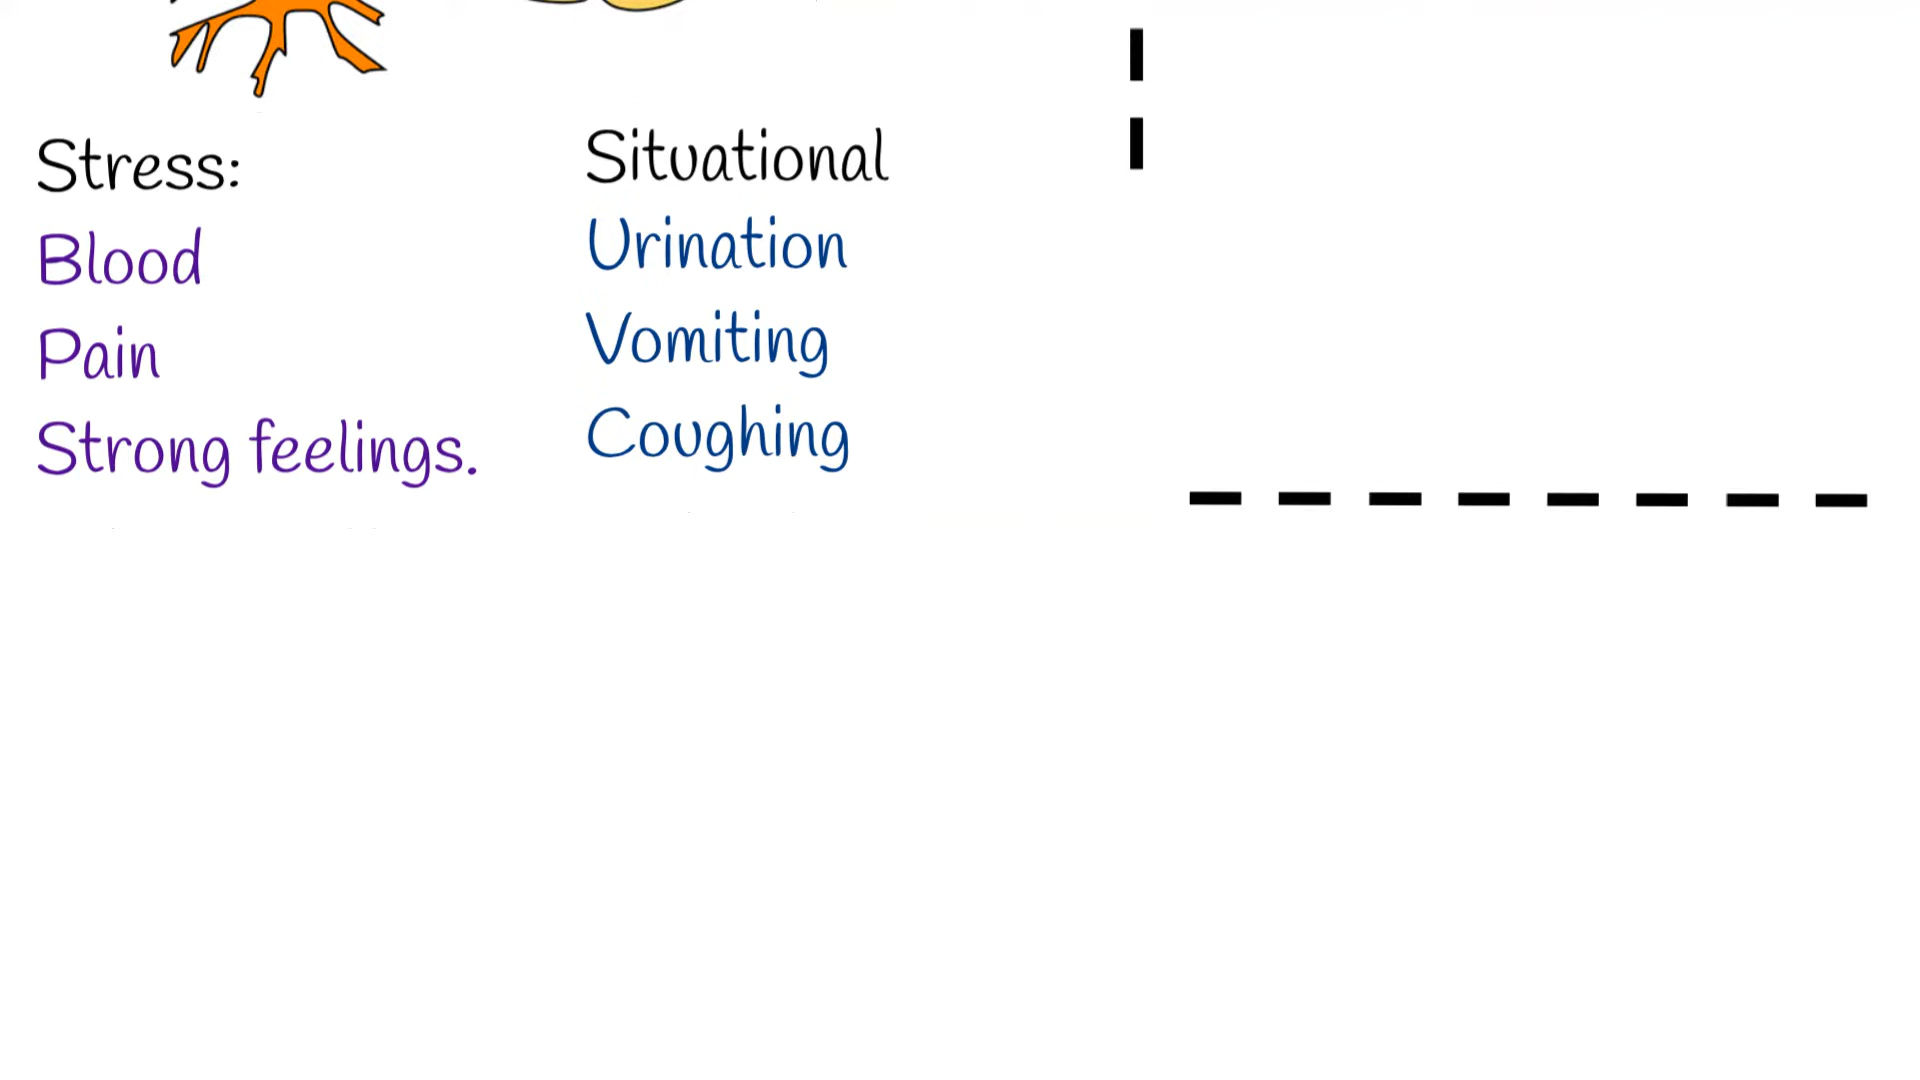 Stress:
Blood
Pain
Strong feelings.
Situational
Urination
Vomiting
Coughing